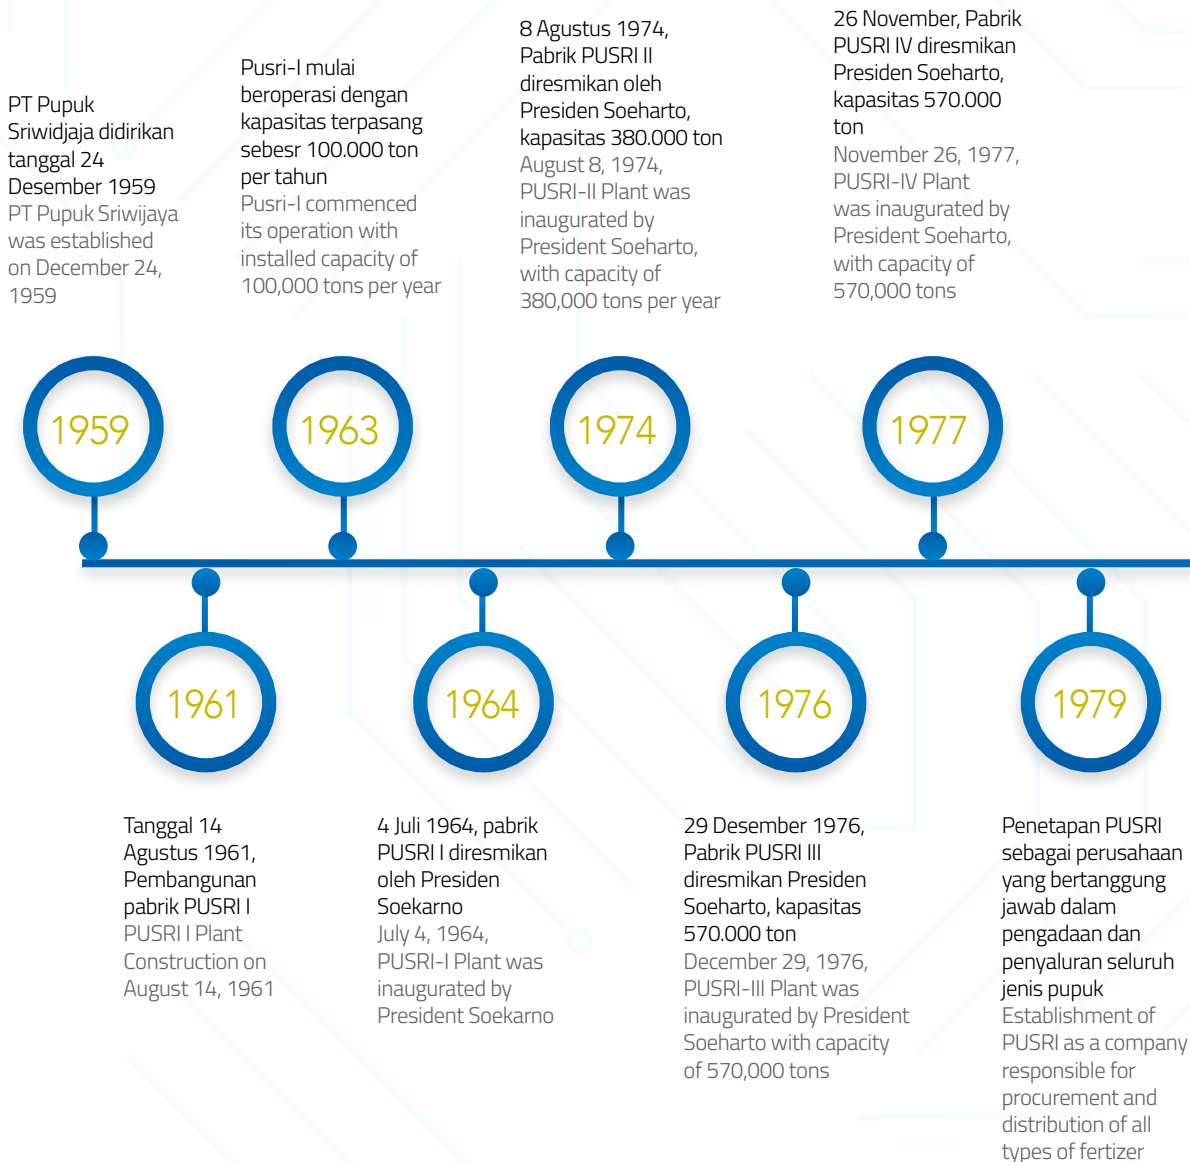 PT Pupuk
Sriwidjaja didirikan
tanggal 24
Desember 1959
PT Pupuk Sriwijaya
was established
on December 24,
1959
1959
Tanggal 14
Agustus 1961,
Pembangunan
pabrik PUSRI I
PUSRI I Plant
Construction on
August 14, 1961
1961
Pusri-I mulai
beroperasi dengan
kapasitas terpasang
sebesr 100.000 ton
per tahun
Pusri-I commenced
its operation with
installed capacity of
100,000 tons per year
1963
1964
4 Juli 1964, pabrik
PUSRI I diresmikan
oleh Presiden
Soekarno
July 4, 1964,
PUSRI-I Plant was
inaugurated by
President Soekarno
8 Agustus 1974,
Pabrik PUSRI II
diresmikan oleh
Presiden Soeharto,
kapasitas 380.000 ton
August 8, 1974,
PUSRI-II Plant was
inaugurated by
President Soeharto,
with capacity of
380,000 tons per year
1974
1976
29 Desember 1976,
Pabrik PUSRI III
diresmikan Presiden
Soeharto, kapasitas
570.000 ton
December 29, 1976,
PUSRI-III Plant was
inaugurated by President
Soeharto with capacity
of 570,000 tons
26 November, Pabrik
PUSRI IV diresmikan
Presiden Soeharto,
kapasitas 570.000
ton
November 26, 1977,
PUSRI-IV Plant
was inaugurated by
President Soeharto,
with capacity of
570,000 tons
1977
1979
Penetapan PUSRI
sebagai perusahaan
yang bertanggung
jawab dalam
pengadaan dan
penyaluran seluruh
jenis pupuk
Establishment of
PUSRI as a company
responsible for
procurement and
distribution of all
types of fertizer